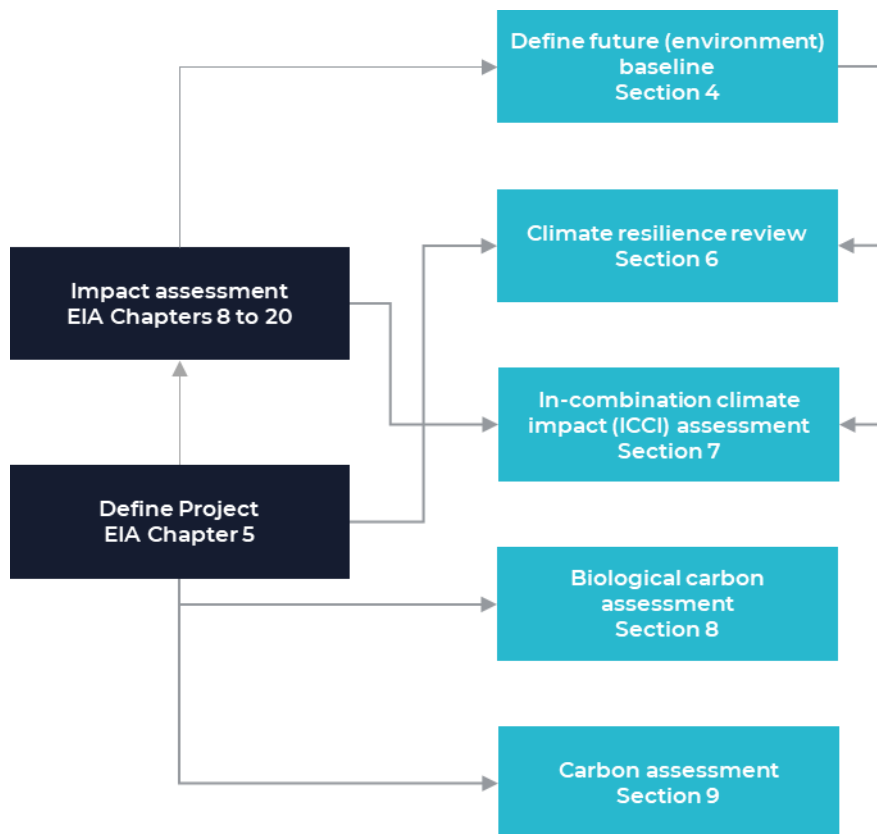 Define future (environment)
baseline
Section 4
Climate resilience review
Section 6
Impact assessment
EIA Chapters 8 to 20
In-combination climate
impact (ICCI) assessment
Section 7
Define Project
EIA Chapter 5
Biological carbon
assessment
Section 8
Carbon assessment
Section 9